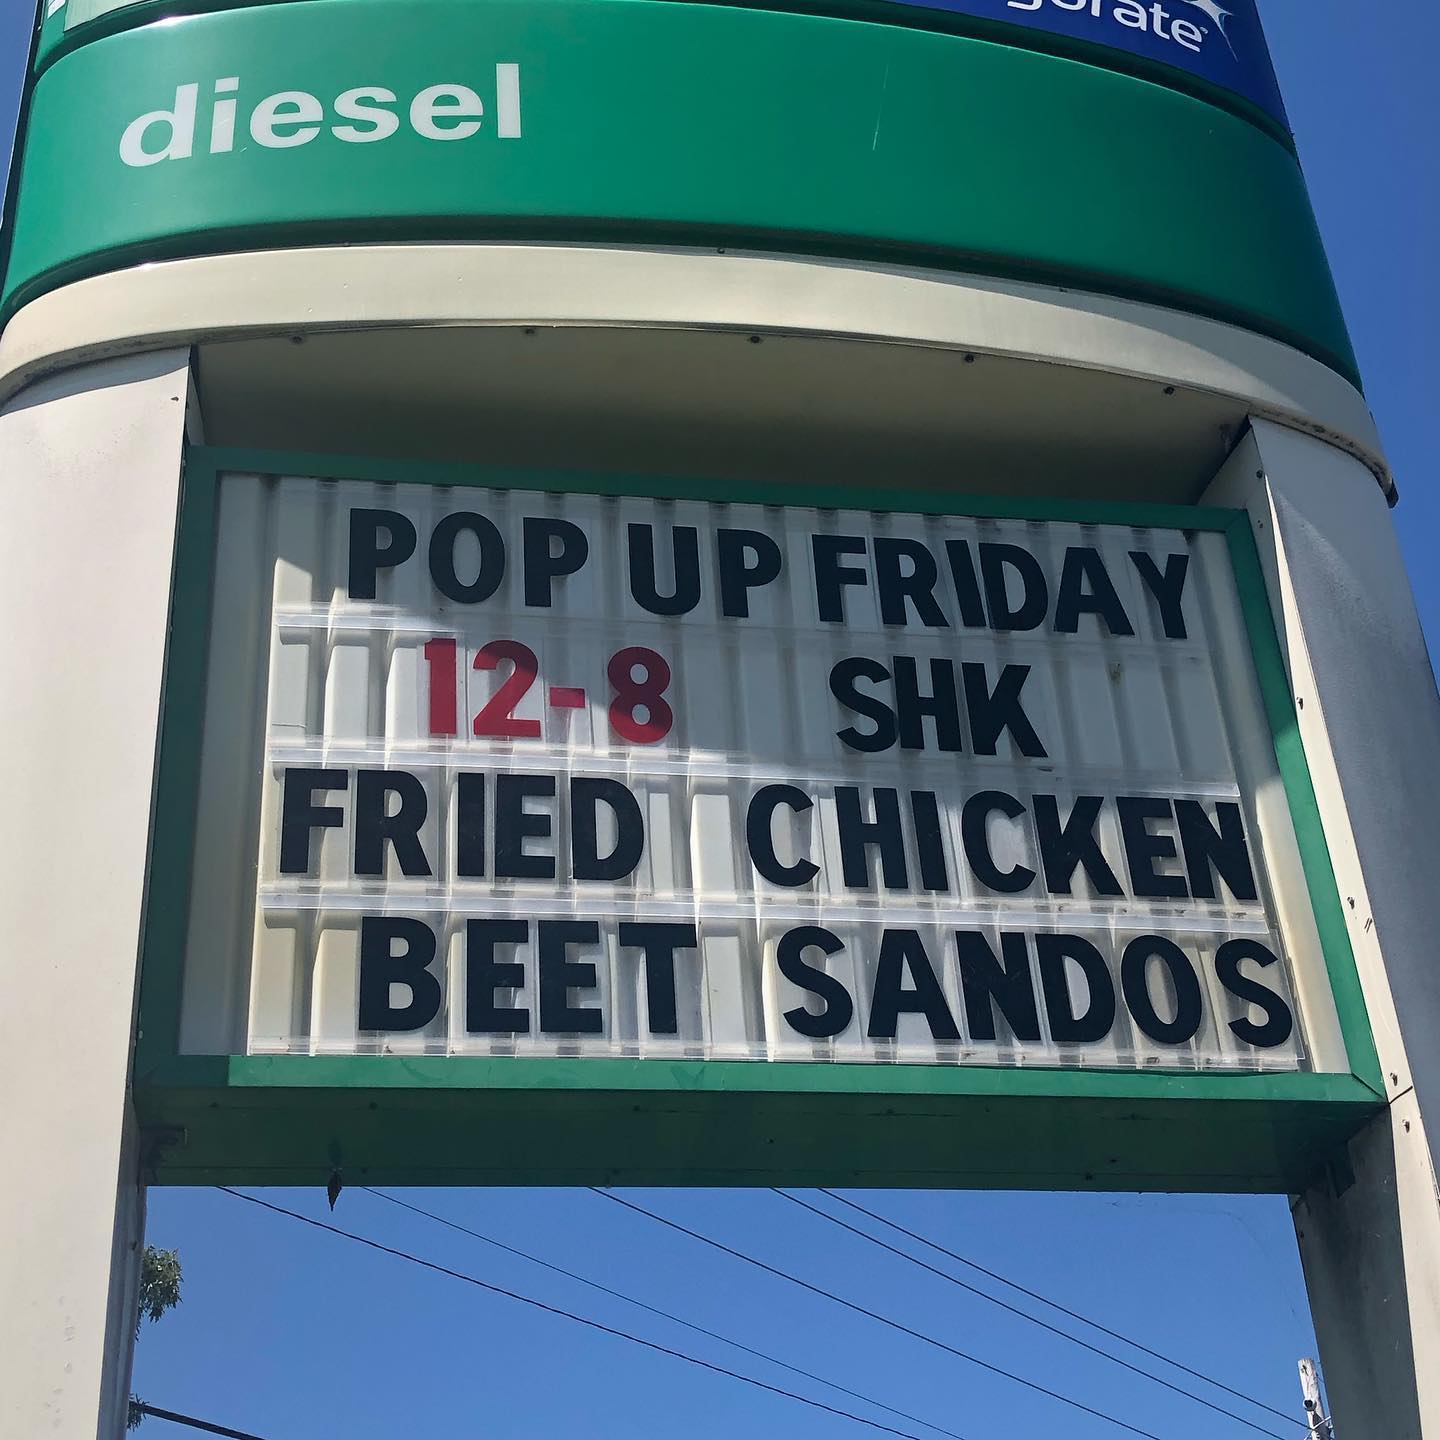 diesel
POP UP FRIDAY
12-8 SHK
FRIED CHICKEN
BEET SANDOS